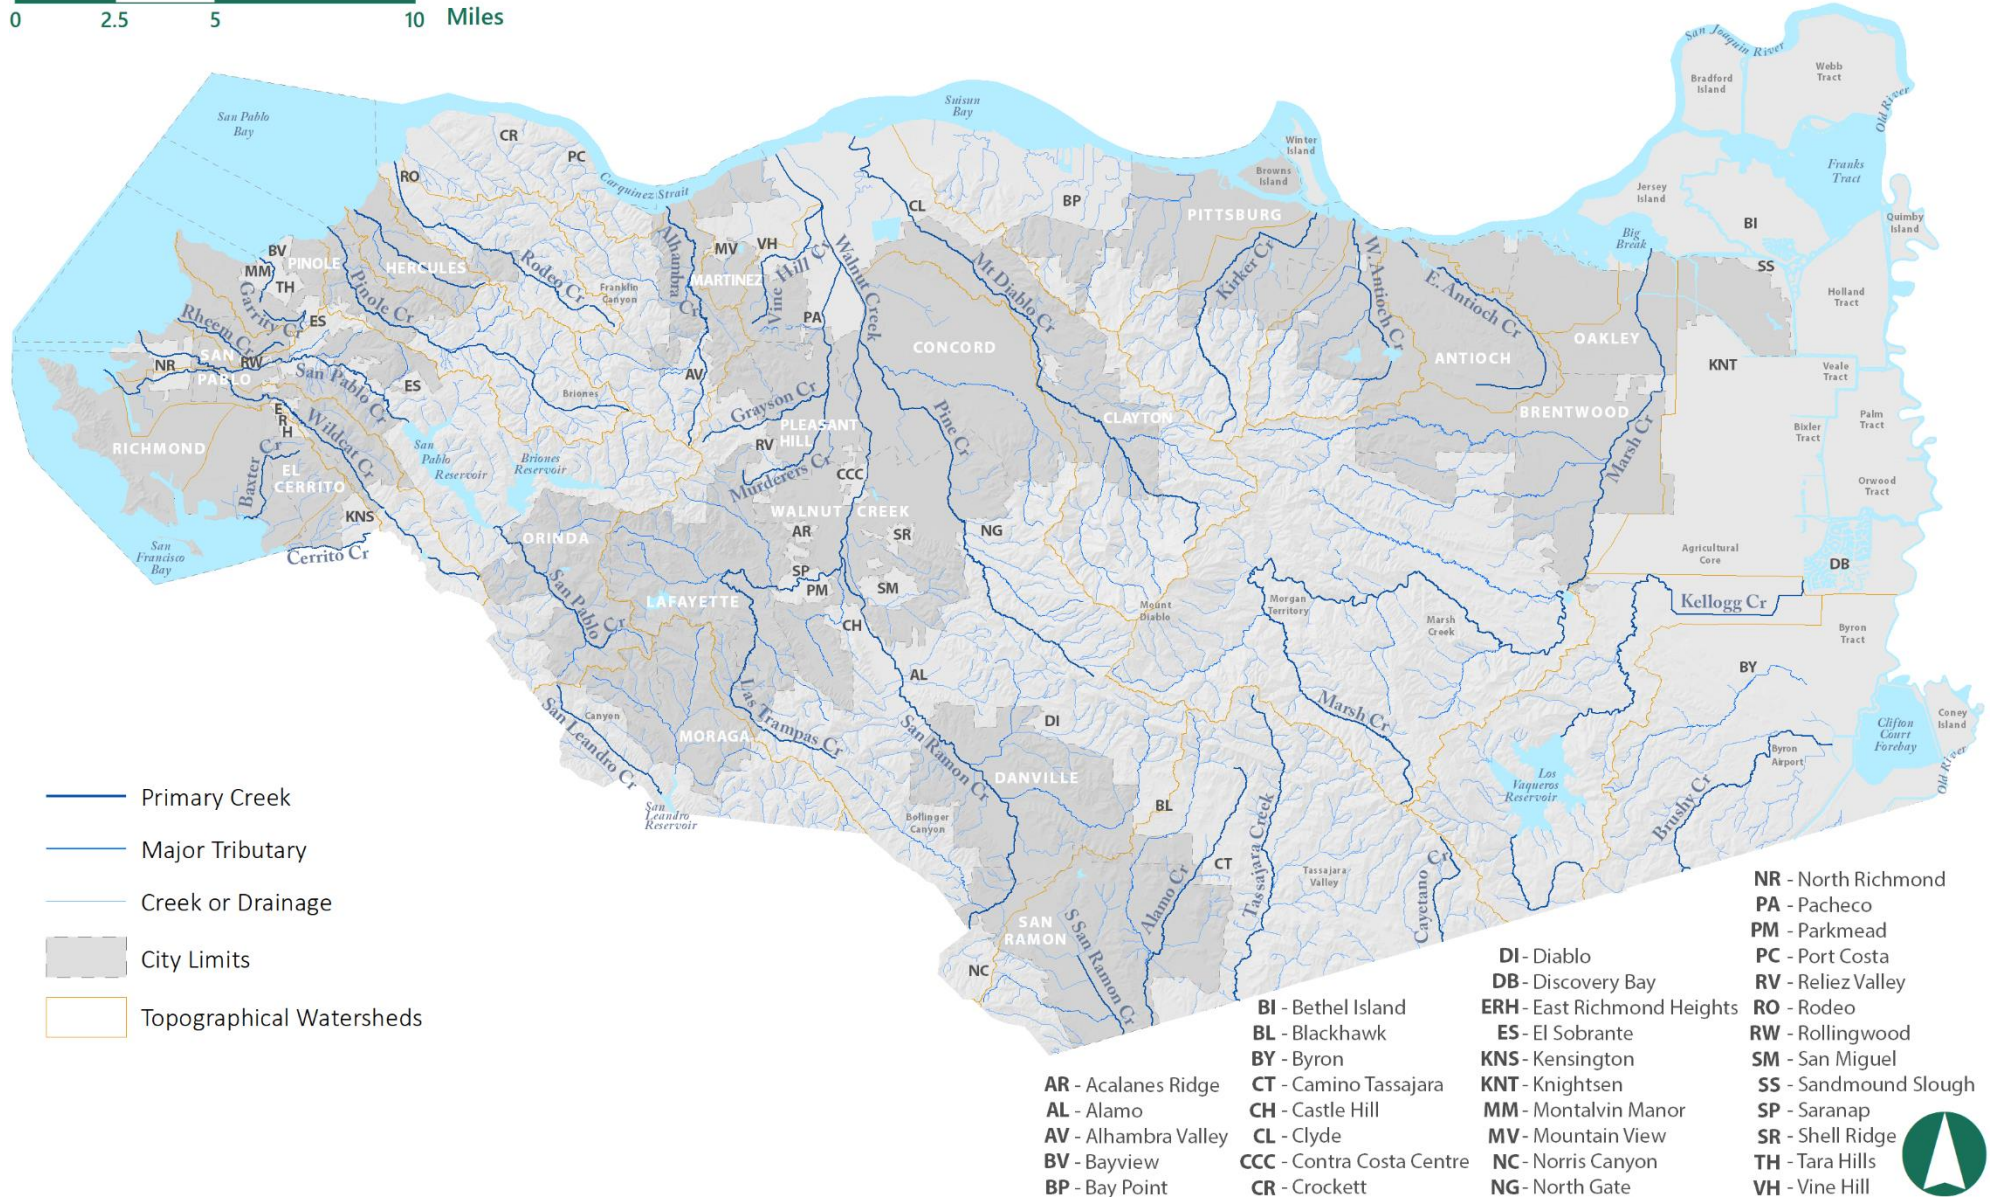 0 2.5 5 10 Miles
San Joaquin River
Webb
Tract
Bradford
Island
Old River
San Pablo
Bay
Suisun
Bay
CR
PC
Winter
Island
Browns
Island
Franks
Tract
RO
Carquinez Strait
Jersey
Island
CL
BP
PITTSBURG
BI
Quimby
Island
Big
Break
BV
MM
TH
PINOLE
HERCULES
Rodeo Cr
Franklin
Canyon
Alhambra Cr
MV
VH
MARTINEZ
Vine Hill Cr
Walnut Creek
Mt Diablo Cr
Kirker Cr
W. Antioch Cr
E. Antioch Cr
SS
Holland
Tract
Garrity Cr
Pinole Cr
Rheem Cr
ES
PA
CONCORD
ANTIOCH
OAKLEY
SAN
PABLO
NR
RW
San Pablo Cr
ES
AV
Briones
KNT
Veale
Tract
Grayson Cr
PLEASANT
HILL
Pine Cr
CLAYTON
BRENTWOOD
Palm
Tract
Bixler
Tract
E
R
H
Wildcat Cr
RICHMOND
Baxter Cr
EL
CERRITO
San
Pablo
Reservoir
Briones
Reservoir
RV
Murderers Cr
CCC
Marsh Cr
Orwood
Tract
KNS
WALNUT CREEK
AR
SR
NG
ORINDA
San
Francisco
Bay
Cerrito Cr
Agricultural
Core
DB
SP
PM
SM
San Pablo Cr
LAFAYETTE
CH
Mount
Diablo
Morgan
Territory
Marsh
Creek
Kellogg Cr
Byron
Tract
AL
BY
Las Trampas Cr
San Leandro Cr
Canyon
MORAGA
San Ramon Cr
DI
Marsh Cr
Clifton
Court
Forebay
Coney
Island
Byron
Airport
Old River
DANVILLE
Los
Vaqueros
Reservoir
Brushy Cr
San
Leandro
Reservoir
Bollinger
Canyon
BL
CT
Alamo Cr
Tassajara Creek
Tassajara
Valley
Cayetano Cr
SAN
RAMON
S San Ramon Cr
NC
Primary Creek
Major Tributary
Creek or Drainage
City Limits
Topographical Watersheds
AR - Acalanes Ridge
AL - Alamo
AV - Alhambra Valley
BV - Bayview
BP - Bay Point
BI - Bethel Island
BL - Blackhawk
BY - Byron
CT - Camino Tassajara
CH - Castle Hill
CL - Clyde
CCC - Contra Costa Centre
CR - Crockett
DI - Diablo
DB - Discovery Bay
ERH - East Richmond Heights
ES - El Sobrante
KNS - Kensington
KNT - Knightsen
MM - Montalvin Manor
MV - Mountain View
NC - Norris Canyon
NG - North Gate
NR - North Richmond
PA - Pacheco
PM - Parkmead
PC - Port Costa
RV - Reliez Valley
RO - Rodeo
RW - Rollingwood
SM - San Miguel
SS - Sandmound Slough
SP - Saranap
SR - Shell Ridge
TH - Tara Hills
VH - Vine Hill